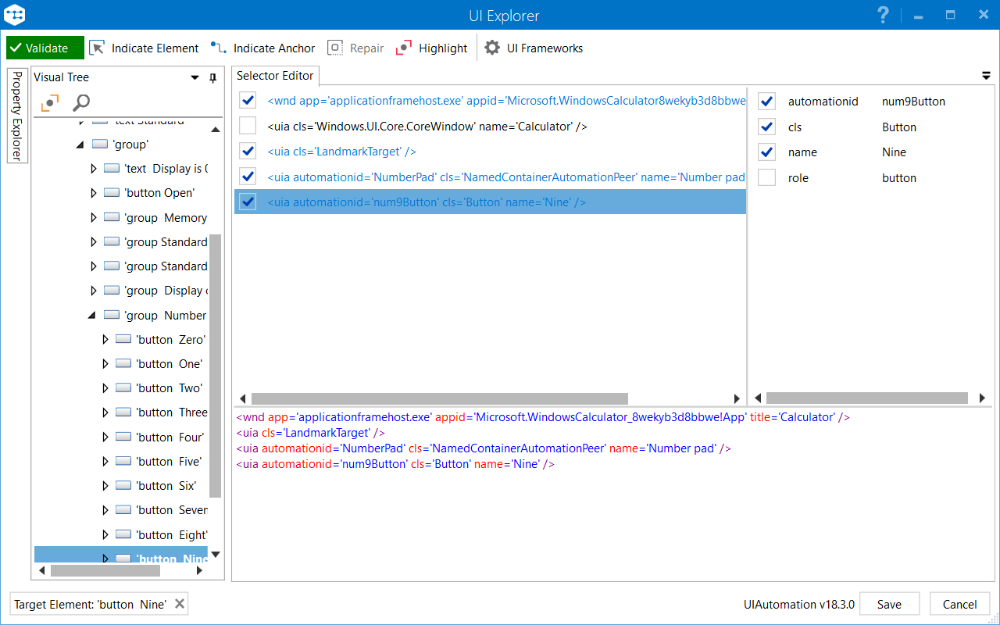 UI Explorer
?
Validate
Indicate Element
Indicate Anchor
Repair
Highlight
UI Frameworks
Property Explorer
Visual Tree
'group'
'text Display is 0
'button Open'
'group Memory
'group Standard
'group Standard
'group Display
'group Number
'button Zero'
'button One'
'button Two'
'button Three
'button Four'
'button Five'
'button Six'
'button Seven
'button Eight'
'button Nine
Selector Editor
<wnd app='applicationframehost.exe' appid='Microsoft.WindowsCalculator8wekyb3d8bbwe
<uia cls='Windows.UI.Core.CoreWindow' name='Calculator' />
<uia cls='LandmarkTarget' />
<uia automationid='NumberPad' cls='NamedContainerAutomationPeer' name='Number pad
<uia automationid='num9Button' cls='Button' name='Nine' />
automationid num9Button
cls Button
name Nine
role button
<wnd app='applicationframehost.exe' appid='Microsoft.WindowsCalculator_8wekyb3d8bbwe!App' title='Calculator' />
<uia cls='LandmarkTarget' />
<uia automationid='NumberPad' cls='NamedContainerAutomationPeer' name='Number pad' />
<uia automationid='num9Button' cls='Button' name='Nine' />
Target Element: 'button Nine'
UIAutomation v18.3.0
Save
Cancel